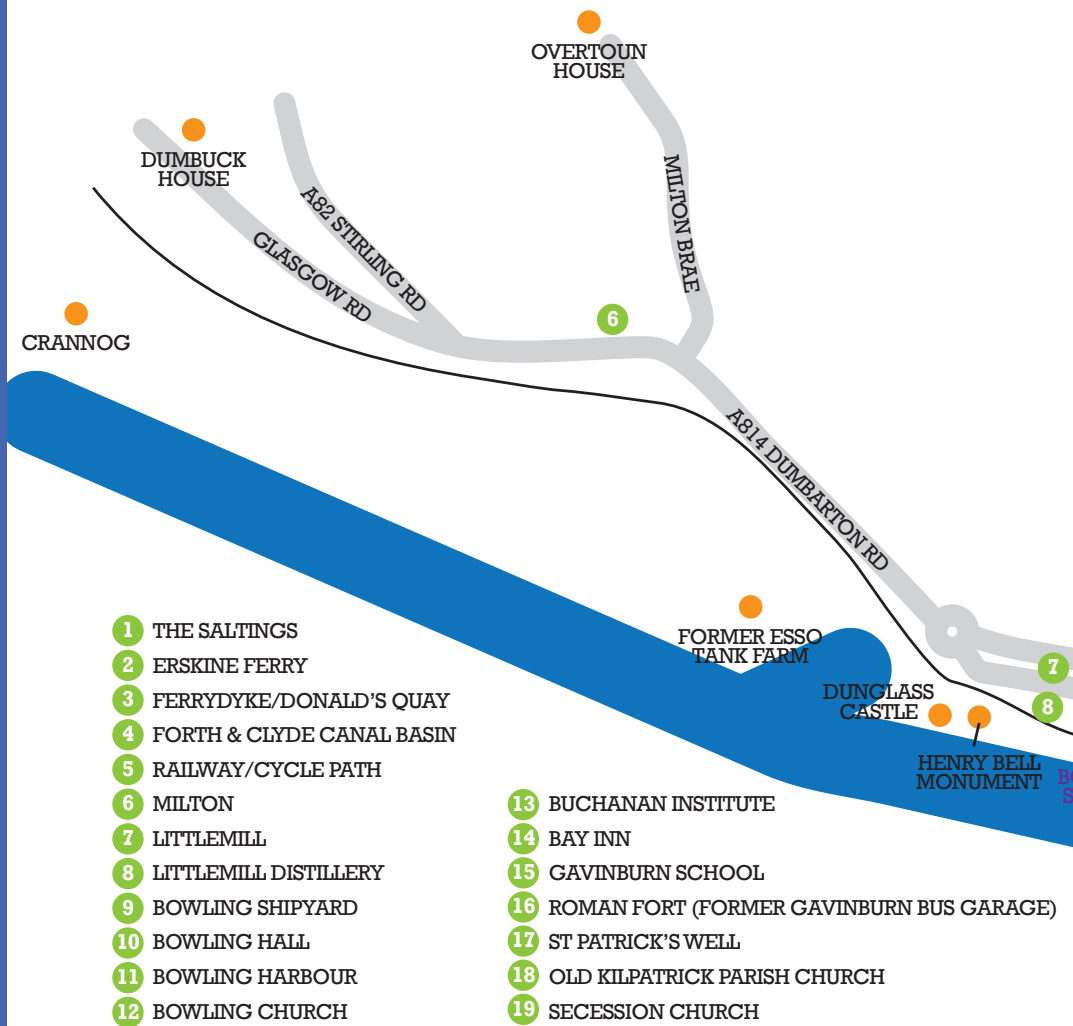 OVERTOUN
HOUSE
DUMBUCK
HOUSE
MILTON BRAE
A82 STIRLING RD
GLASGOW RD
6
CRANNOG
A814 DUMBARTON RD
FORMER ESSO
TANK FARM
7
DUNGLASS
CASTLE
8
HENRY BELL
MONUMENT
1 THE SALTINGS
2 ERSKINE FERRY
3 FERRYDYKE/DONALD'S QUAY
4 FORTH & CLYDE CANAL BASIN
5 RAILWAY/CYCLE PATH
6 MILTON
7 LITTLEMILL
8 LITTLEMILL DISTILLERY
9 BOWLING SHIPYARD
10 BOWLING HALL
11 BOWLING HARBOUR
12 BOWLING CHURCH
13 BUCHANAN INSTITUTE
14 BAY INN
15 GAVINBURN SCHOOL
16 ROMAN FORT (FORMER GAVINBURN BUS GARAGE)
17 ST PATRICK'S WELL
18 OLD KILPATRICK PARISH CHURCH
19 SECESSION CHURCH